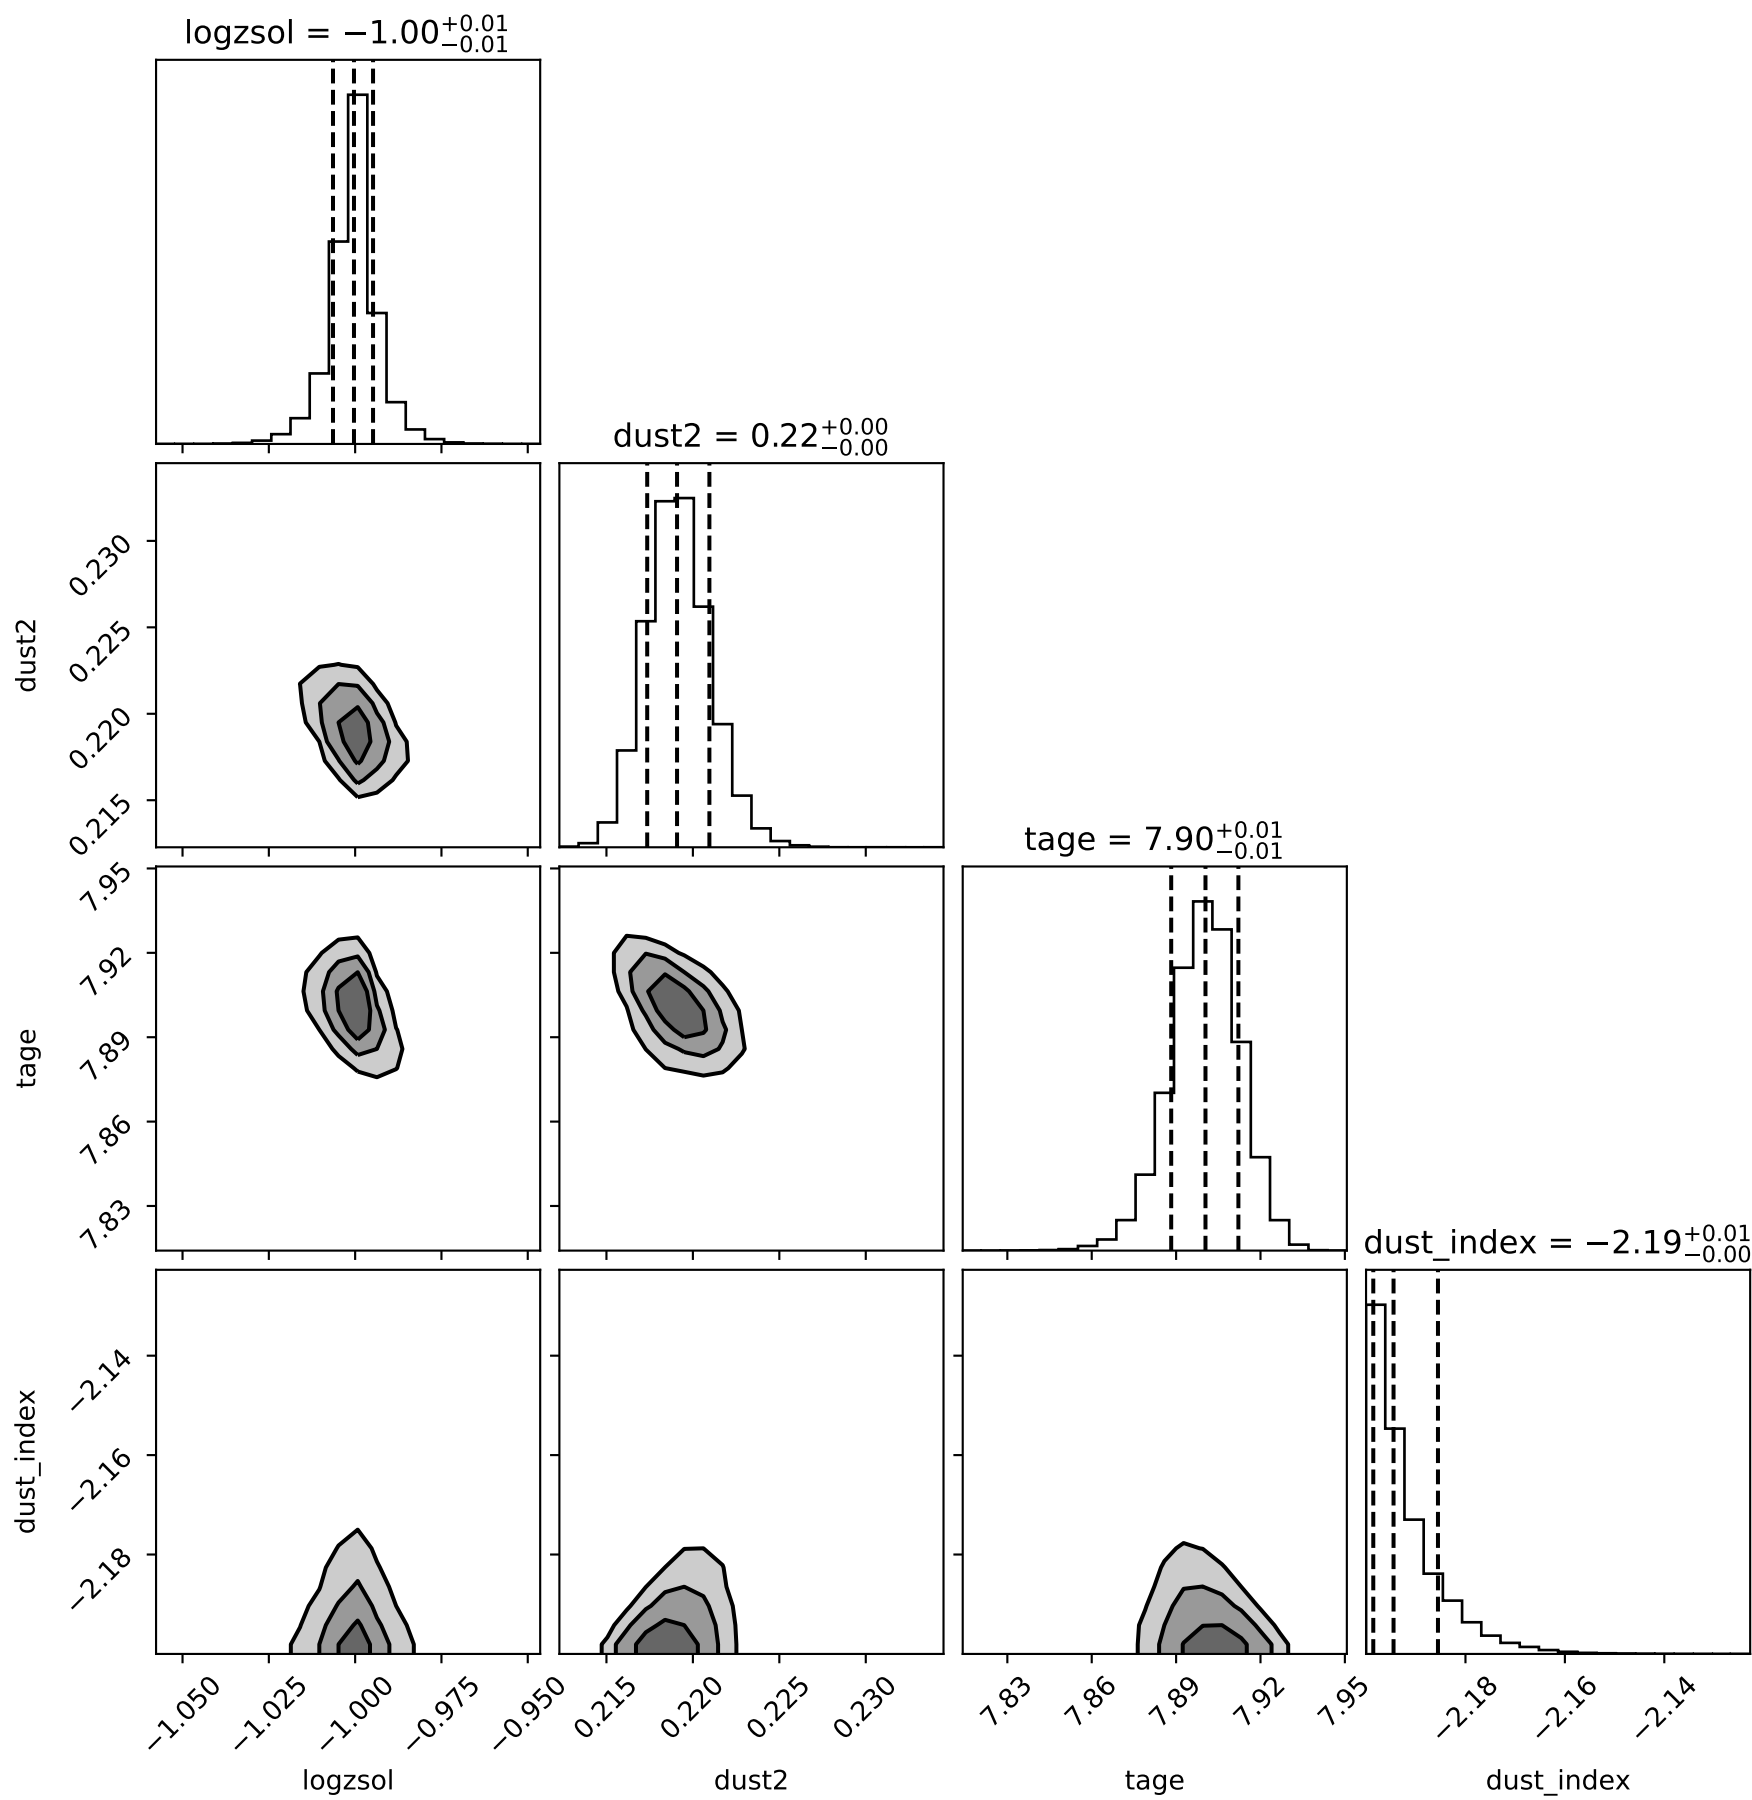 logzsol = −1.00+0.01 −0.01
dust2 = 0.22+0.00 −0.00
0.230
0.225
0.220
0.215
dust2
tage = 7.90+0.01 −0.01
7.95
7.92
7.89
7.86
7.83
tage
dust_index = −2.19+0.01 −0.00
−2.14
−2.16
−2.18
dust_index
−1.050 −1.025 −1.000 −0.975 −0.950
0.215 0.220 0.225 0.230
7.83 7.86 7.89 7.92 7.95
−2.18 −2.16 −2.14
logzsol
dust2
tage
dust_index